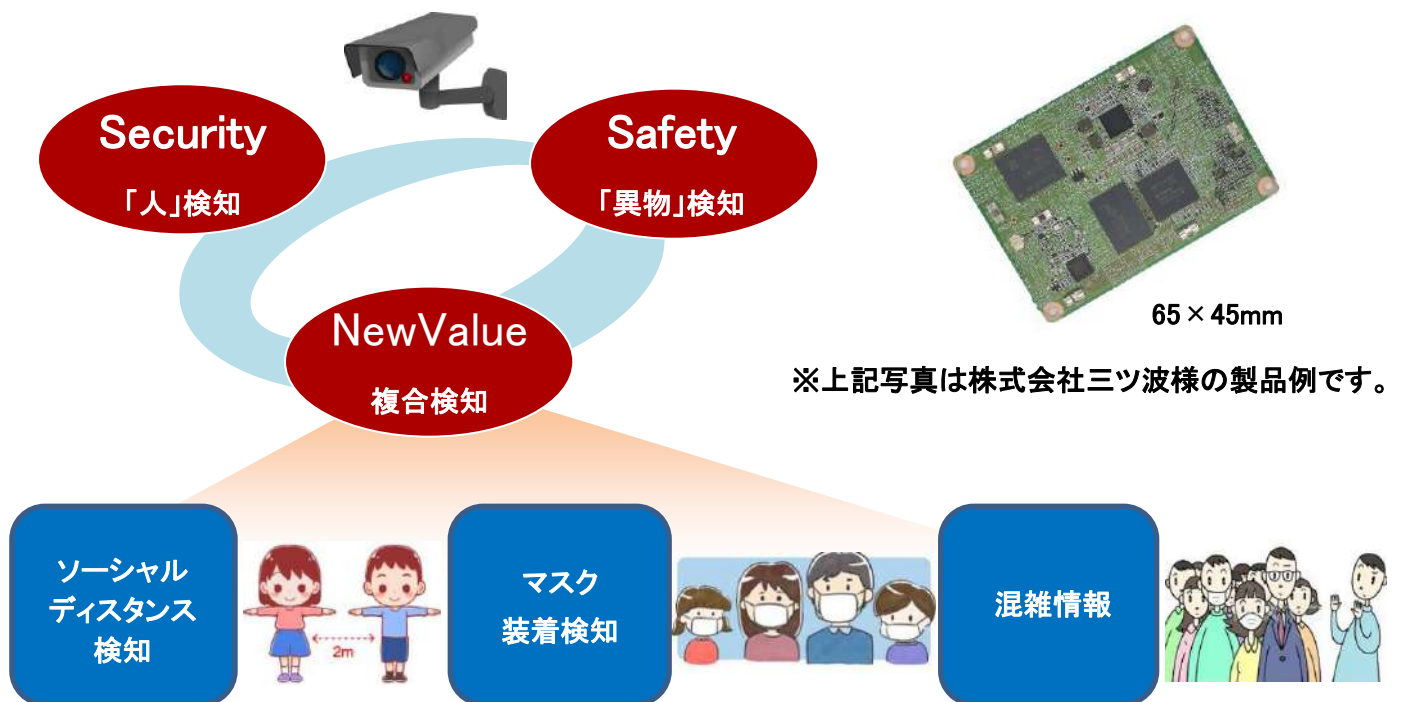 Security
「人」検知
Safety
「異物」検知
NewValue
複合検知
65×45mm
※上記写真は株式会社三ツ波様の製品例です。
ソーシャル
ディスタンス
検知
2m
マスク
装着検知
混雑情報